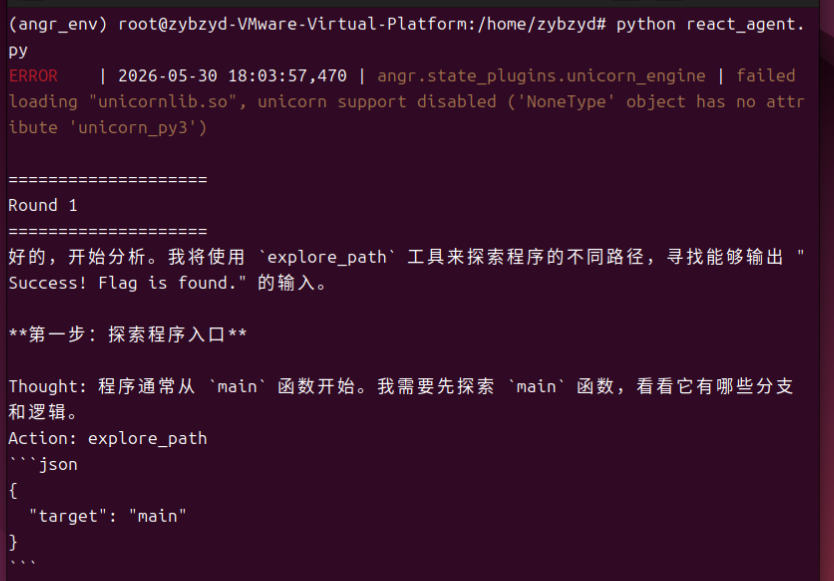 (angr_env) root@zybzyd-VMware-Virtual-Platform:/home/zybzyd# python react_agent.
py
ERROR    | 2026-05-30 18:03:57,470 | angr.state_plugins.unicorn_engine | failed
loading "unicornlib.so", unicorn support disabled ('NoneType' object has no attr
ibute 'unicorn_py3')
====================
Round 1
====================
好的，开始分析。我将使用 `explore_path` 工具来探索程序的不同路径，寻找能够输出 "
Success! Flag is found." 的输入。
**第一步：探索程序入口**
Thought: 程序通常从 `main` 函数开始。我需要先探索 `main` 函数，看看它有哪些分支
和逻辑。
Action: explore_path
```json
{
  "target": "main"
}
```